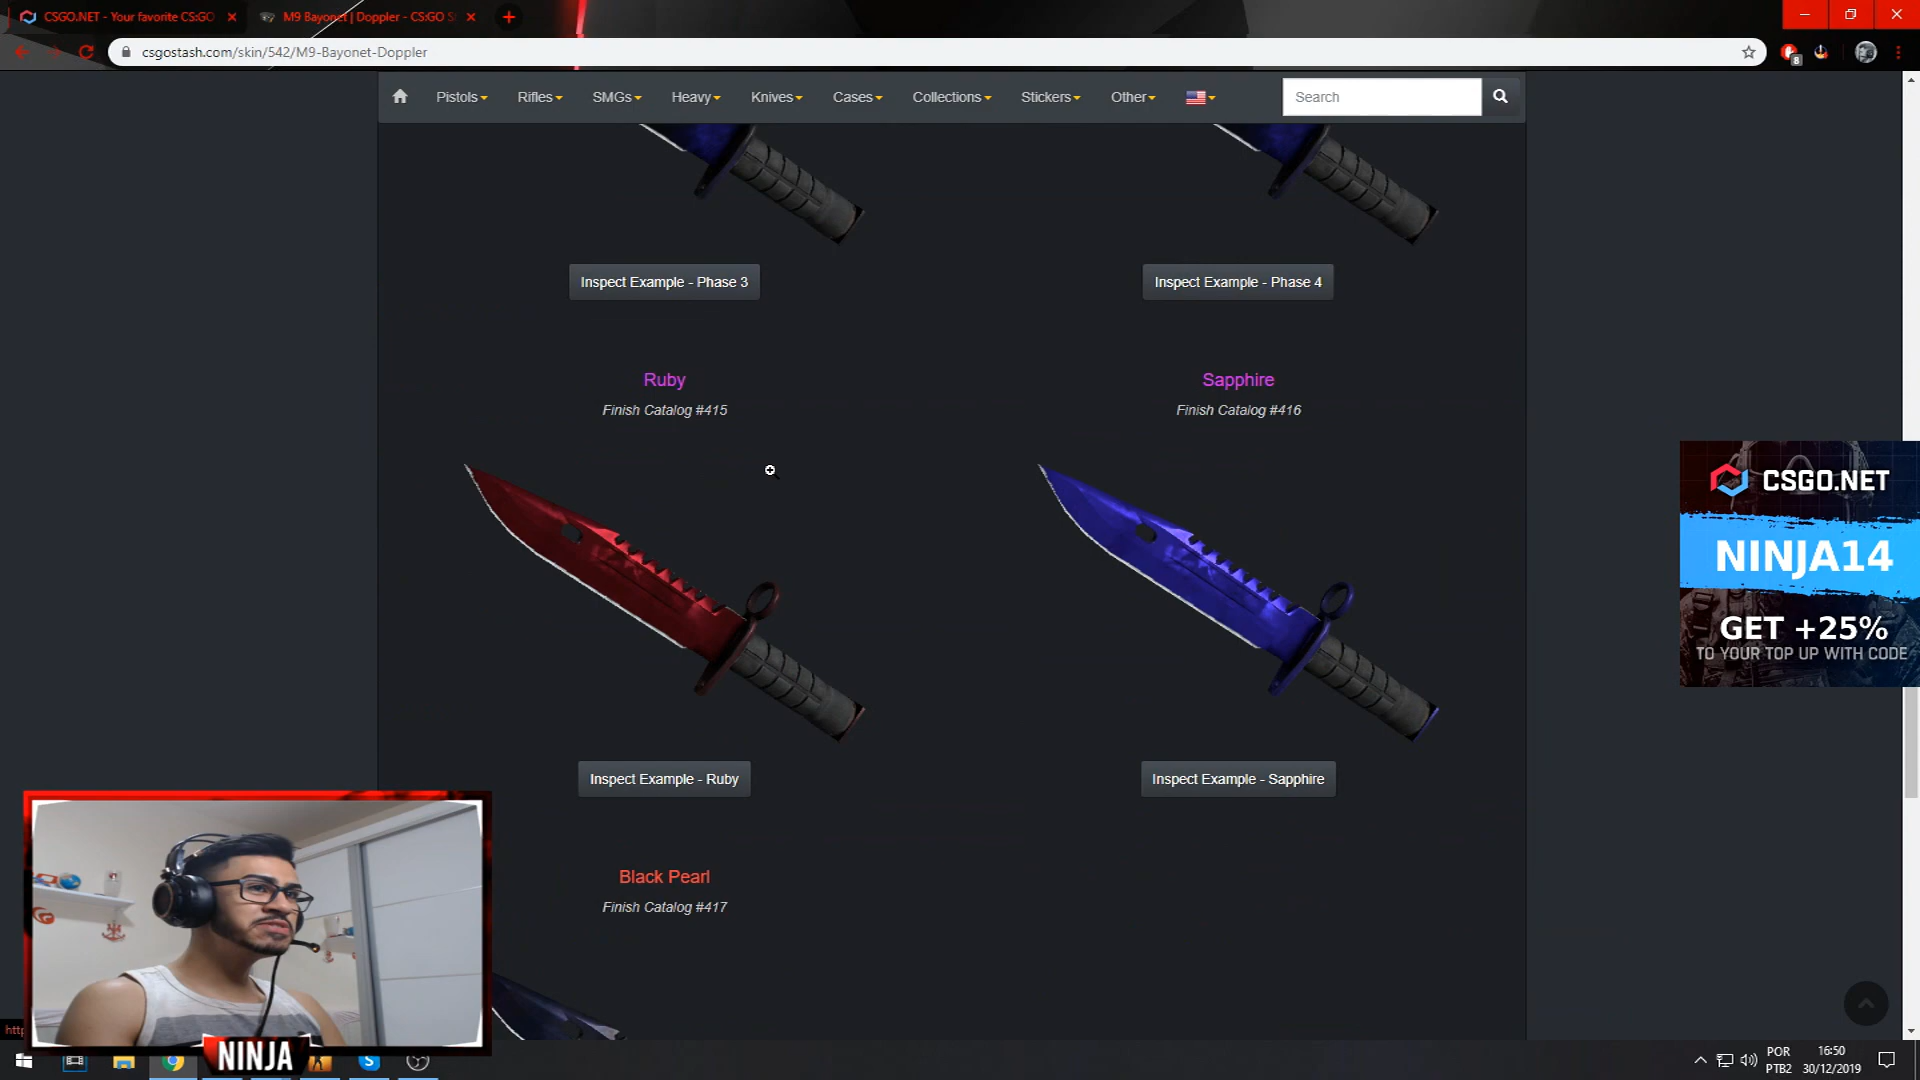 CSGO.NET - Your favorite CS:GO
M9 Bayonet | Doppler - CS:GO S
csgostash.com/skin/542/M9-Bayonet-Doppler
8
Pistols Rifles SMGs Heavy Knives Cases Collections Stickers Other Search
Inspect Example - Phase 3
Inspect Example - Phase 4
Ruby
Finish Catalog #415
Sapphire
Finish Catalog #416
CSGO.NET
NINJA14
GET +25%
TO YOUR TOP UP WITH CODE
Inspect Example - Ruby
Inspect Example - Sapphire
Black Pearl
Finish Catalog #417
NINJA
POR
PTB2
16:50
30/12/2019